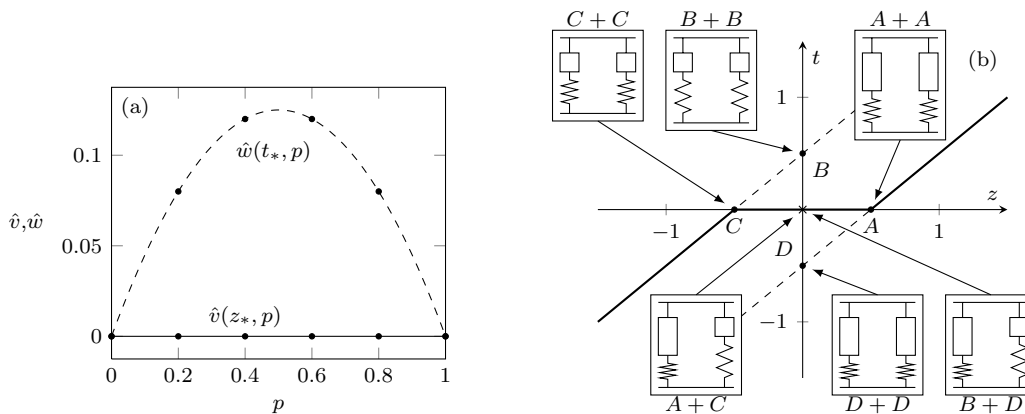 (a)
0.1
0.05
0
v̂,ŵ
ŵ(t∗, p)
v̂(z∗, p)
0 0.2 0.4 0.6 0.8 1
p
C + C B + B A + A
(b)
t
1
B
−1 C A 1 z
D
−1
A + C D + D B + D